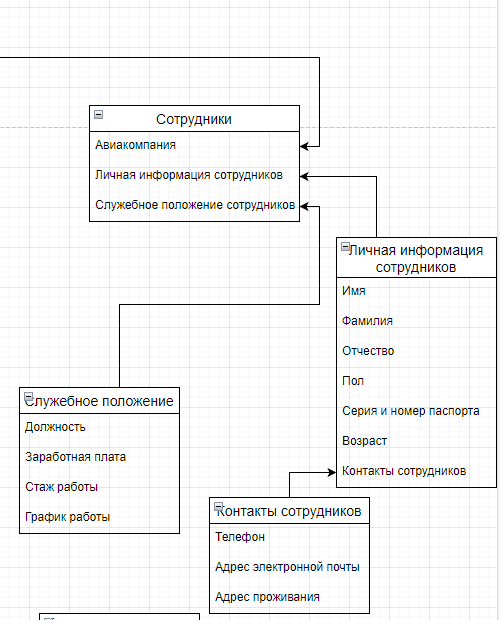 Сотрудники
Авиакомпания
Личная информация сотрудников
Служебное положение сотрудников
Личная информация
сотрудников
Имя
Фамилия
Отчество
Пол
Серия и номер паспорта
Возраст
Контакты сотрудников
Служебное положение
Должность
Заработная плата
Стаж работы
График работы
Контакты сотрудников
Телефон
Адрес электронной почты
Адрес проживания